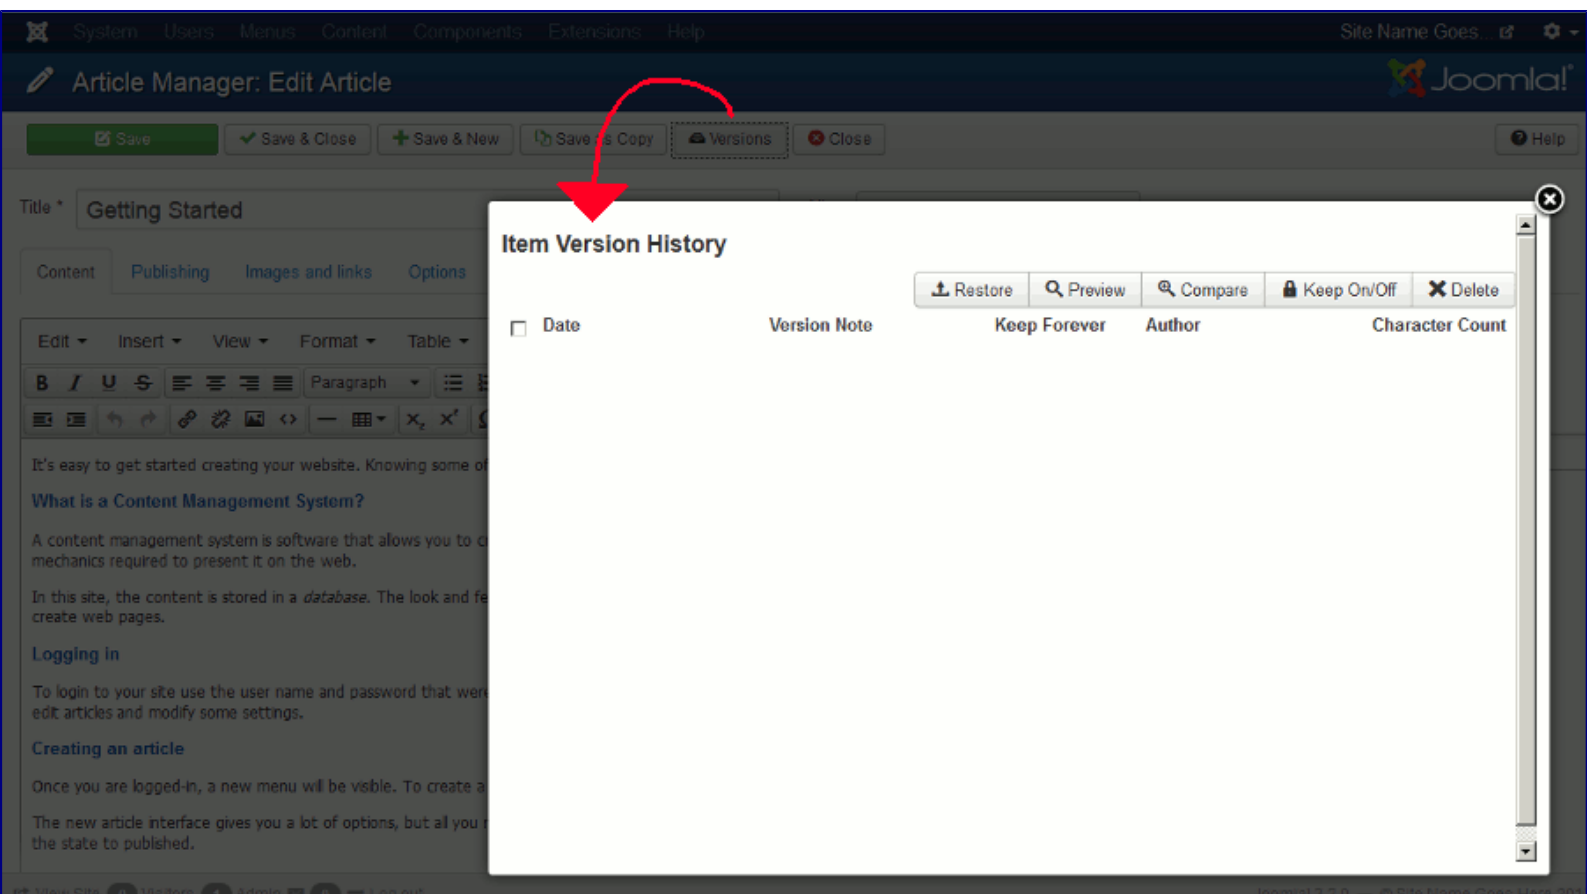 System Users Menus Content Components Extensions Help Site Name Goes...
Article Manager: Edit Article Joomla!
Save Save & Close Save & New Save as Copy Versions Close Help
Title * Getting Started
Item Version History
Content Publishing Images and links Options
Restore Preview Compare Keep On/Off Delete
Date Version Note Keep Forever Author Character Count
Edit Insert View Format Table
B I U S Paragraph
It's easy to get started creating your website. Knowing some of
What is a Content Management System?
A content management system is software that allows you to
mechanics required to present it on the web.
In this site, the content is stored in a database. The look and
create web pages.
Logging in
To login to your site use the user name and password that
edit articles and modify some settings.
Creating an article
Once you are logged-in, a new menu will be visible. To create a
The new article interface gives you a lot of options, but all you
the state to published.
View Site Visitors Admin Log out